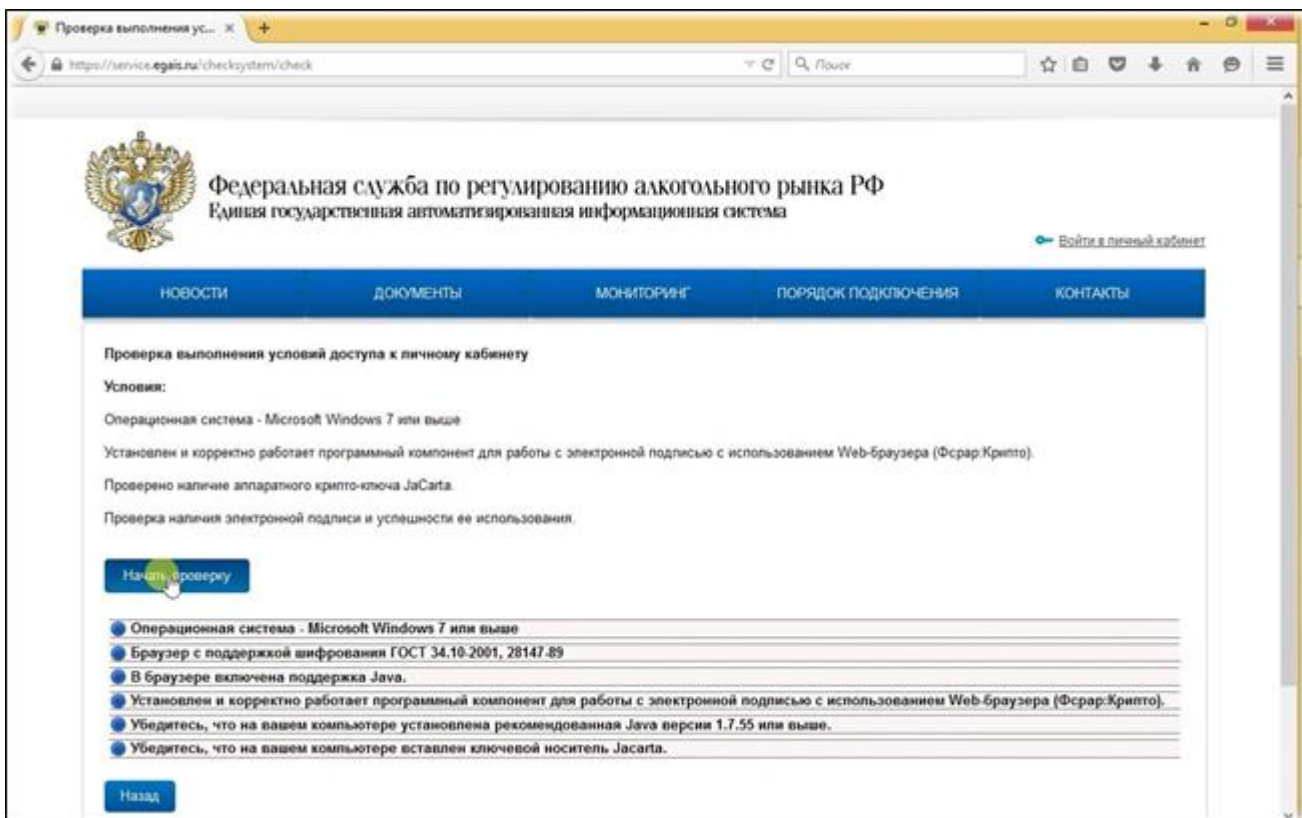 Проверка выполнения ус...
https://service.egais.ru/checksystem/check
Поиск
Федеральная служба по регулированию алкогольного рынка РФ
Единая государственная автоматизированная информационная система
Войти в личный кабинет
НОВОСТИ ДОКУМЕНТЫ МОНИТОРИНГ ПОРЯДОК ПОДКЛЮЧЕНИЯ КОНТАКТЫ
Проверка выполнения условий доступа к личному кабинету
Условия:
Операционная система - Microsoft Windows 7 или выше
Установлен и корректно работает программный компонент для работы с электронной подписью с использованием Web-браузера (Фсрар:Крипто).
Проверено наличие аппаратного крипто-ключа JaCarta.
Проверка наличия электронной подписи и успешности ее использования.
Начать проверку
Операционная система - Microsoft Windows 7 или выше
Браузер с поддержкой шифрования ГОСТ 34.10-2001, 28147-89
В браузере включена поддержка Java.
Установлен и корректно работает программный компонент для работы с электронной подписью с использованием Web-браузера (Фсрар:Крипто).
Убедитесь, что на вашем компьютере установлена рекомендованная Java версии 1.7.55 или выше.
Убедитесь, что на вашем компьютере вставлен ключевой носитель Jacarta.
Назад